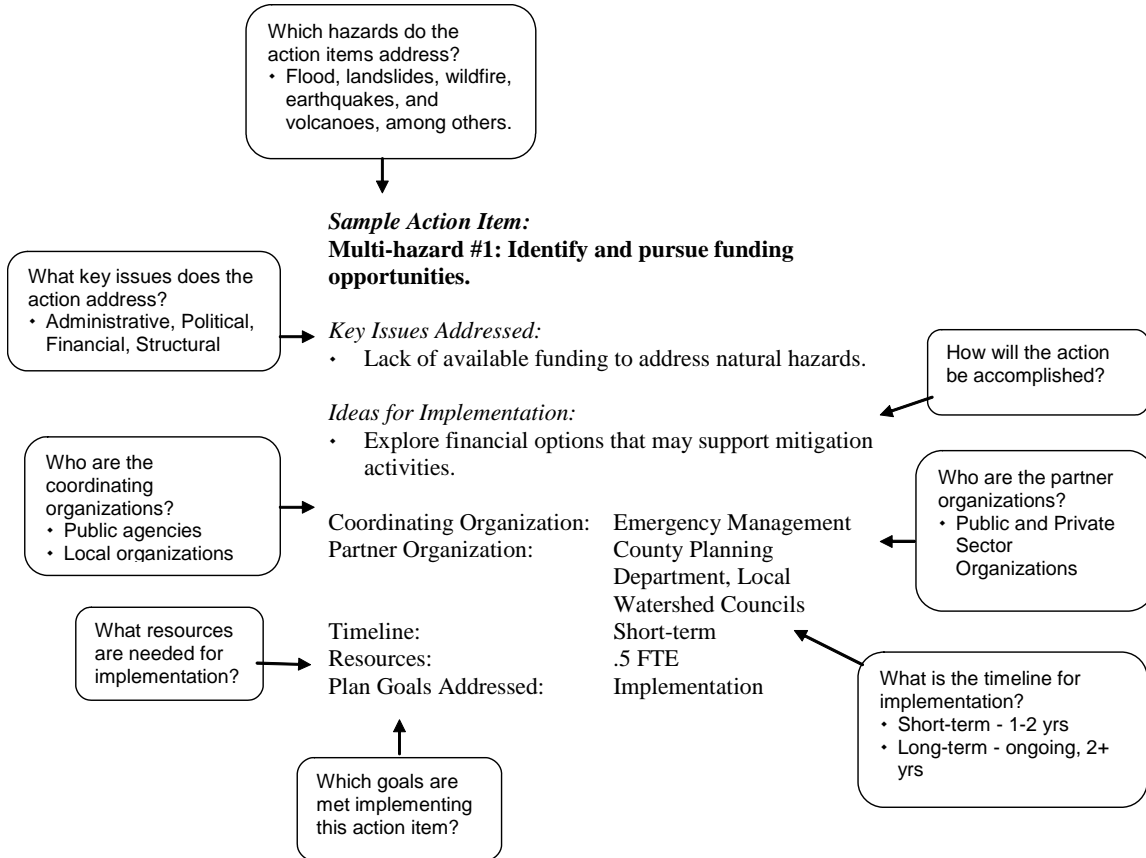 Which hazards do the
action items address?
• Flood, landslides, wildfire,
earthquakes, and
volcanoes, among others.
Sample Action Item:
Multi-hazard #1: Identify and pursue funding
opportunities.
What key issues does the
action address?
• Administrative, Political,
Financial, Structural
Key Issues Addressed:
• Lack of available funding to address natural hazards.
How will the action
be accomplished?
Ideas for Implementation:
• Explore financial options that may support mitigation
activities.
Who are the
coordinating
organizations?
• Public agencies
• Local organizations
Who are the partner
organizations?
• Public and Private
Sector
Organizations
Coordinating Organization: Emergency Management
Partner Organization: County Planning
Department, Local
Watershed Councils
Timeline: Short-term
Resources: .5 FTE
Plan Goals Addressed: Implementation
What resources
are needed for
implementation?
What is the timeline for
implementation?
• Short-term - 1-2 yrs
• Long-term - ongoing, 2+
yrs
Which goals are
met implementing
this action item?